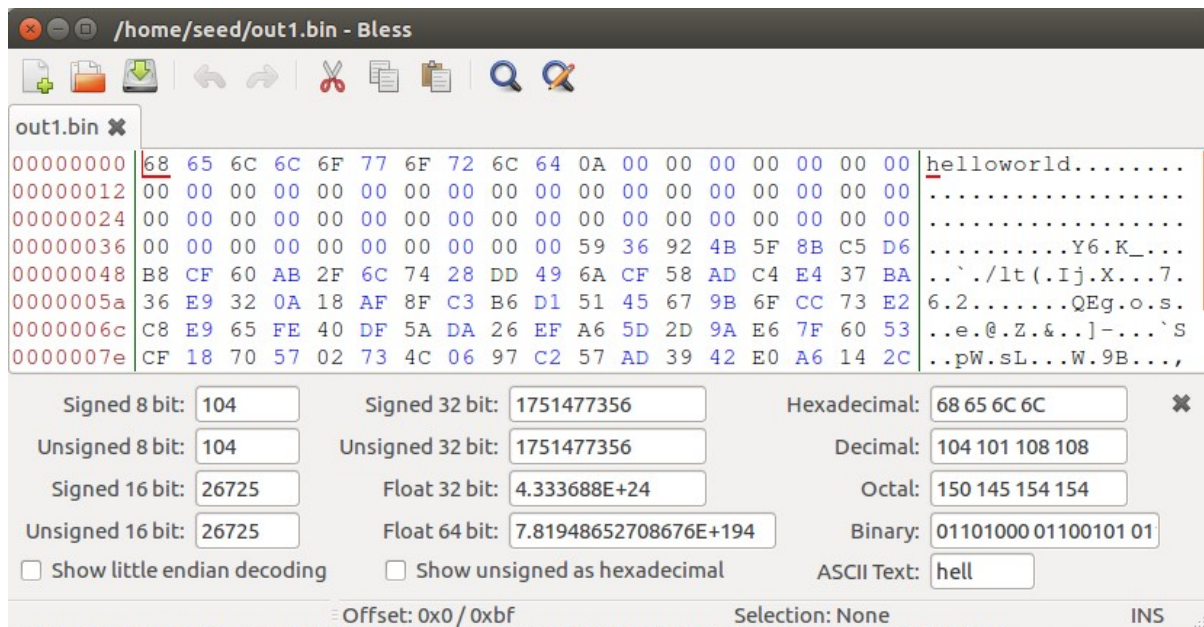 /home/seed/out1.bin - Bless
out1.bin
00000000 68 65 6C 6C 6F 77 6F 72 6C 64 0A 00 00 00 00 00 00 00 helloworld........
00000012 00 00 00 00 00 00 00 00 00 00 00 00 00 00 00 00 00 00 ..................
00000024 00 00 00 00 00 00 00 00 00 00 00 00 00 00 00 00 00 00 ..................
00000036 00 00 00 00 00 00 00 00 00 00 59 36 92 4B 5F 8B C5 D6 ..........Y6.K_...
00000048 B8 CF 60 AB 2F 6C 74 28 DD 49 6A CF 58 AD C4 E4 37 BA ..`./lt(.Ij.X...7.
0000005a 36 E9 32 0A 18 AF 8F C3 B6 D1 51 45 67 9B 6F CC 73 E2 6.2.......QEg.o.s.
0000006c C8 E9 65 FE 40 DF 5A DA 26 EF A6 5D 2D 9A E6 7F 60 53 ..e.@.Z.&..]-...`S
0000007e CF 18 70 57 02 73 4C 06 97 C2 57 AD 39 42 E0 A6 14 2C ..pW.sL...W.9B...,
Signed 8 bit: 104 Signed 32 bit: 1751477356 Hexadecimal: 68 65 6C 6C
Unsigned 8 bit: 104 Unsigned 32 bit: 1751477356 Decimal: 104 101 108 108
Signed 16 bit: 26725 Float 32 bit: 4.333688E+24 Octal: 150 145 154 154
Unsigned 16 bit: 26725 Float 64 bit: 7.81948652708676E+194 Binary: 01101000 01100101 01
Show little endian decoding Show unsigned as hexadecimal ASCII Text: hell
Offset: 0x0 / 0xbf Selection: None INS